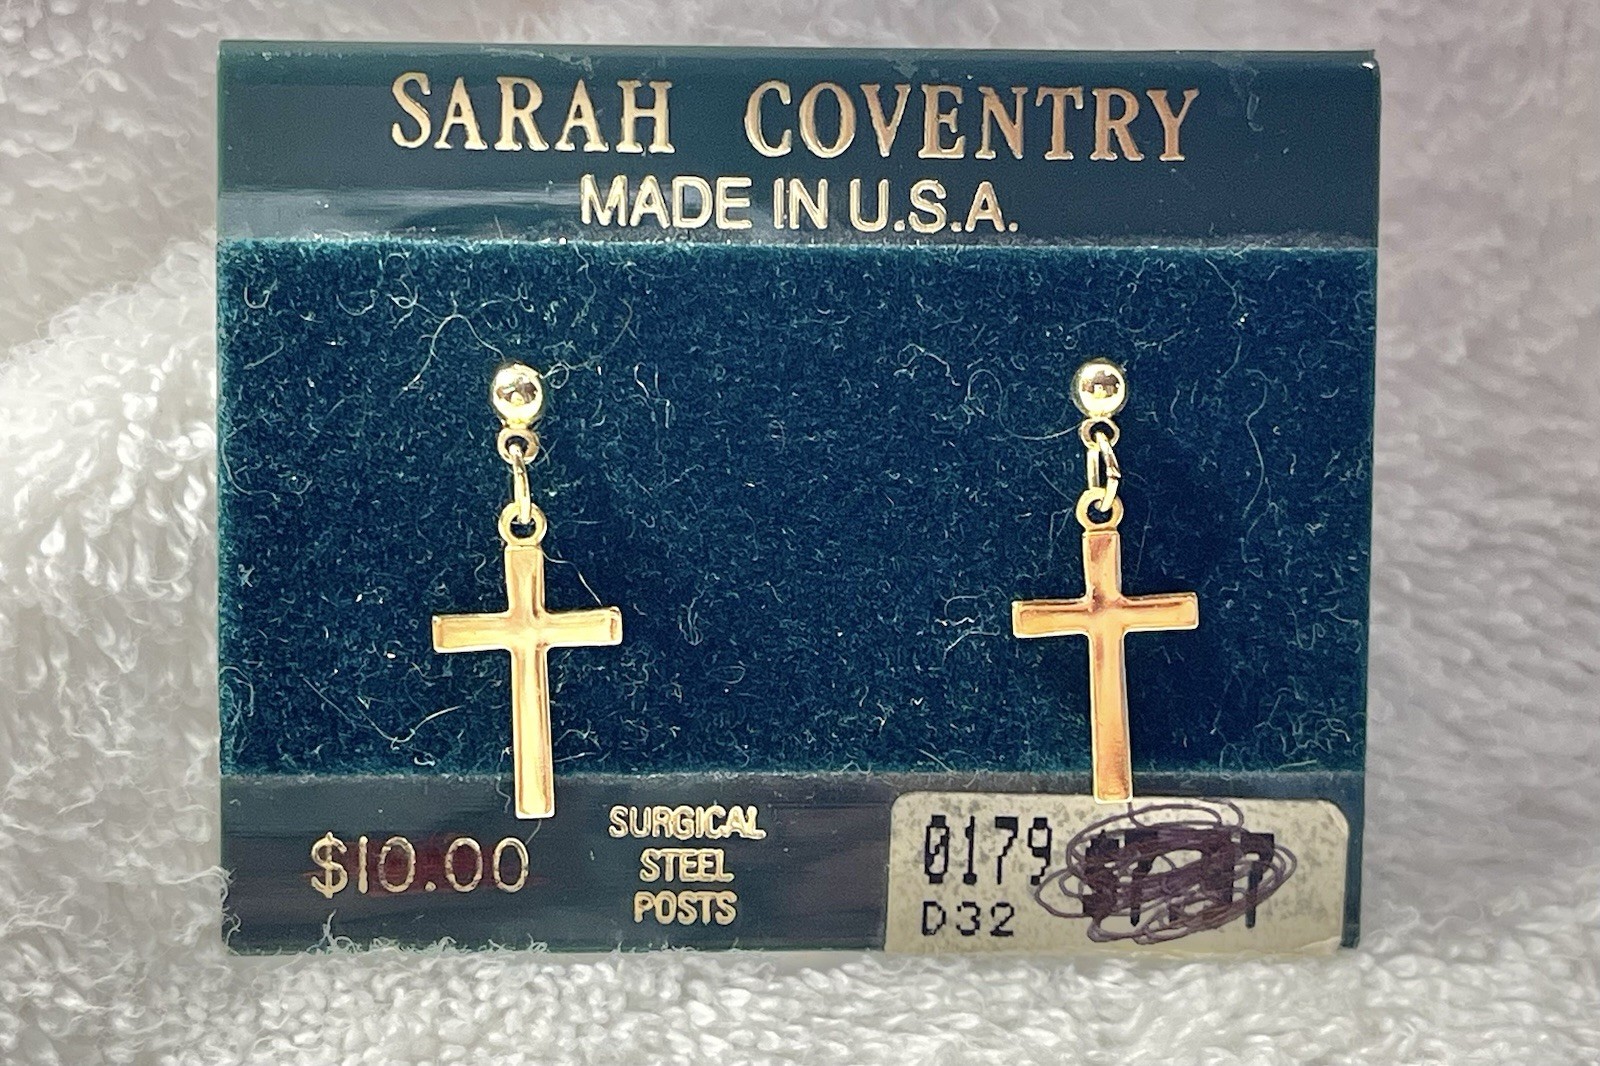 SARAH COVENTRY
MADE IN U.S.A.
$10.00
SURGICAL
STEEL
POSTS
0179
D32